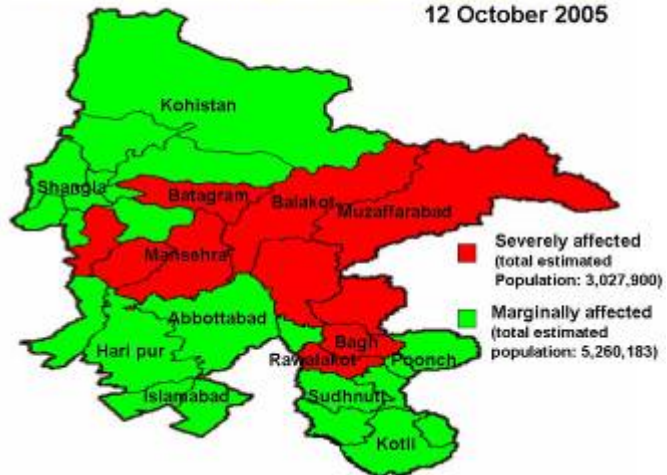 12 October 2005
Kohistan
Shangla
Batagram
Balakot
Muzaffarabad
Mansehra
Severely affected
(total estimated
Population: 3,027,900)
Marginally affected
(total estimated
population: 5,260,183)
Abbottabad
Hari pur
Bagh
Rawalakot
Poonch
Islamabad
Sudhnuti
Kotli